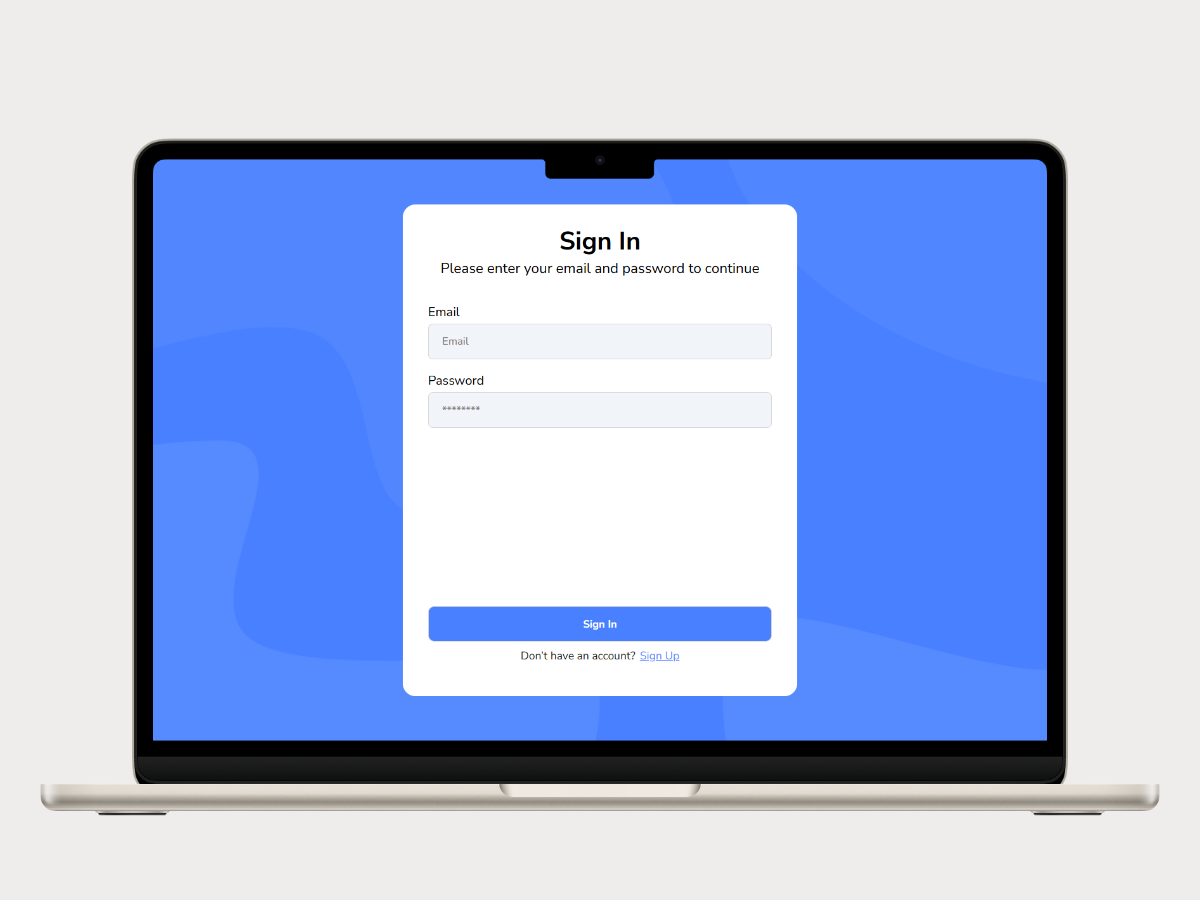 Sign In
Please enter your email and password to continue
Email
Email
Password
********
Sign In
Don't have an account? Sign Up